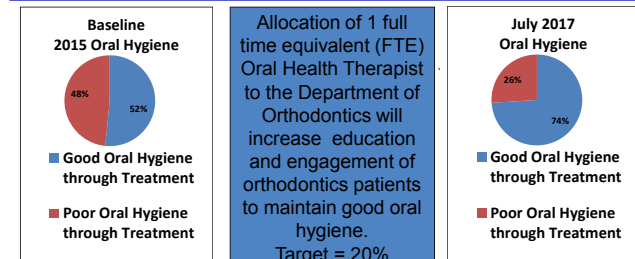 Baseline
2015 Oral Hygiene
48%
52%
Good Oral Hygiene
through Treatment
Poor Oral Hygiene
through Treatment
Allocation of 1 full
time equivalent (FTE)
Oral Health Therapist
to the Department of
Orthodontics will
increase education
and engagement of
orthodontics patients
to maintain good oral
hygiene.
Target = 20%
July 2017
Oral Hygiene
26%
74%
Good Oral Hygiene
through Treatment
Poor Oral Hygiene
through Treatment